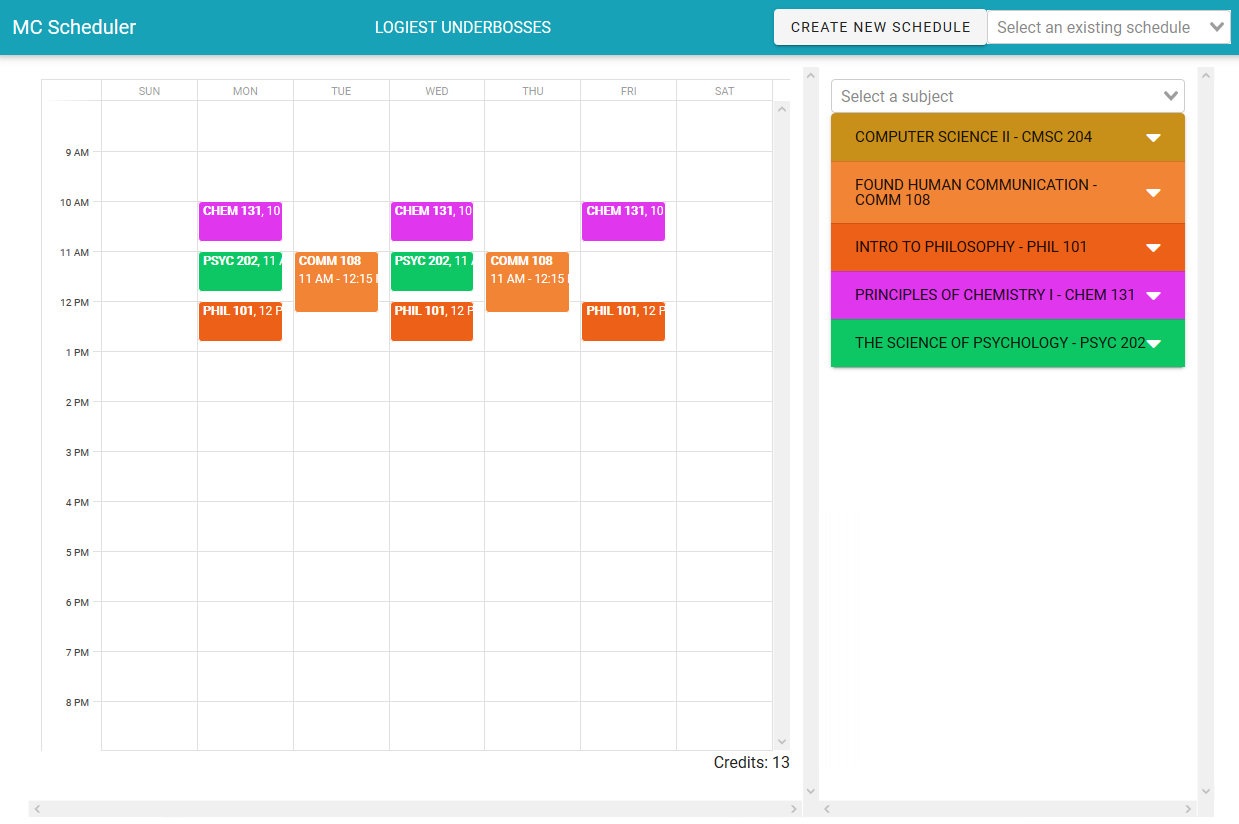 MC Scheduler
LOGIEST UNDERBOSSES
CREATE NEW SCHEDULE
Select an existing schedule
SUN MON TUE WED THU FRI SAT
9 AM
10 AM
CHEM 131, 10
CHEM 131, 10
CHEM 131, 10
11 AM
PSYC 202, 11
COMM 108
11 AM - 12:15
PSYC 202, 11
COMM 108
11 AM - 12:15
12 PM
PHIL 101, 12 P
PHIL 101, 12 P
PHIL 101, 12 P
1 PM
2 PM
3 PM
4 PM
5 PM
6 PM
7 PM
8 PM
Credits: 13
Select a subject
COMPUTER SCIENCE II - CMSC 204
FOUND HUMAN COMMUNICATION -
COMM 108
INTRO TO PHILOSOPHY - PHIL 101
PRINCIPLES OF CHEMISTRY I - CHEM 131
THE SCIENCE OF PSYCHOLOGY - PSYC 202